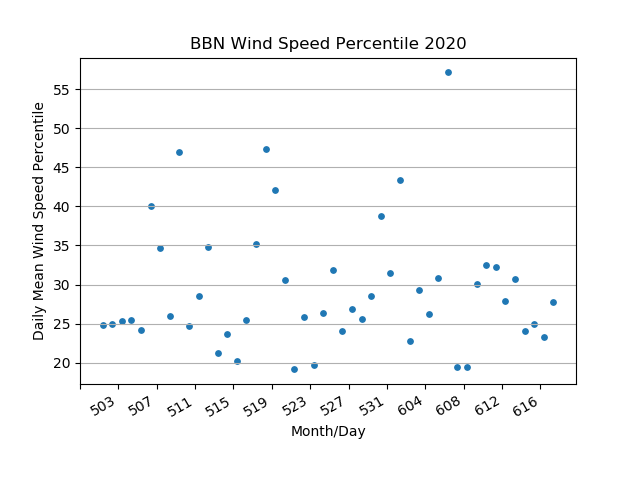 BBN Wind Speed Percentile 2020
Daily Mean Wind Speed Percentile
55
50
45
40
35
30
25
20
503 507 511 515 519 523 527 531 604 608 612 616
Month/Day